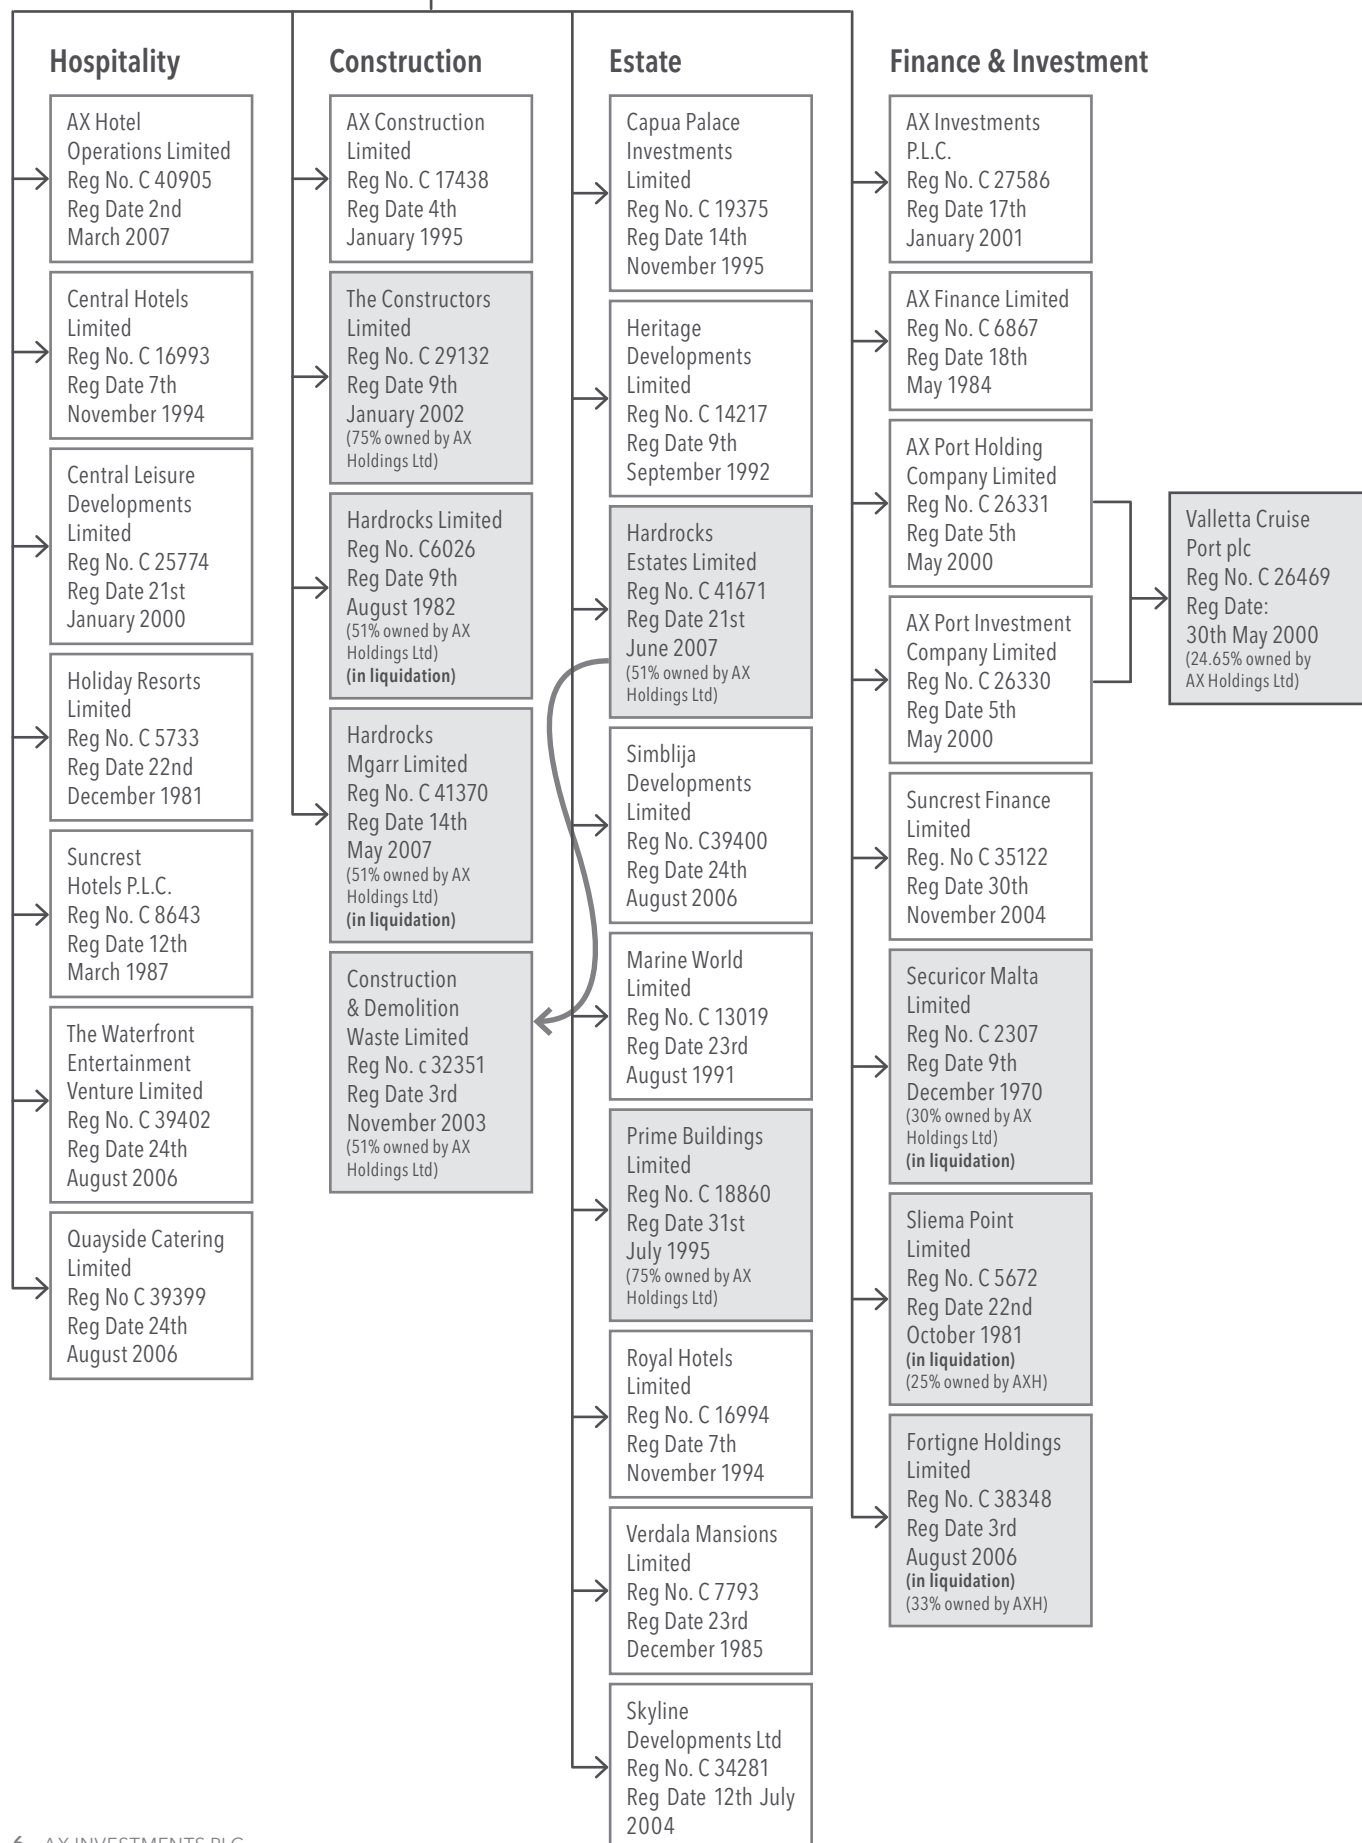 Hospitality
AX Hotel
Operations Limited
Reg No. C 40905
Reg Date 2nd
March 2007
Central Hotels
Limited
Reg No. C 16993
Reg Date 7th
November 1994
Central Leisure
Developments
Limited
Reg No. C 25774
Reg Date 21st
January 2000
Holiday Resorts
Limited
Reg No. C 5733
Reg Date 22nd
December 1981
Suncrest
Hotels P.L.C.
Reg No. C 8643
Reg Date 12th
March 1987
The Waterfront
Entertainment
Venture Limited
Reg No. C 39402
Reg Date 24th
August 2006
Quayside Catering
Limited
Reg No C 39399
Reg Date 24th
August 2006
Construction
AX Construction
Limited
Reg No. C 17438
Reg Date 4th
January 1995
The Constructors
Limited
Reg No. C 29132
Reg Date 9th
January 2002
(75% owned by AX
Holdings Ltd)
Hardrocks Limited
Reg No. C6026
Reg Date 9th
August 1982
(51% owned by AX
Holdings Ltd)
(in liquidation)
Hardrocks
Mgarr Limited
Reg No. C 41370
Reg Date 14th
May 2007
(51% owned by AX
Holdings Ltd)
(in liquidation)
Construction
& Demolition
Waste Limited
Reg No. c 32351
Reg Date 3rd
November 2003
(51% owned by AX
Holdings Ltd)
Estate
Capua Palace
Investments
Limited
Reg No. C 19375
Reg Date 14th
November 1995
Heritage
Developments
Limited
Reg No. C 14217
Reg Date 9th
September 1992
Hardrocks
Estates Limited
Reg No. C 41671
Reg Date 21st
June 2007
(51% owned by AX
Holdings Ltd)
Simblija
Developments
Limited
Reg No. C39400
Reg Date 24th
August 2006
Marine World
Limited
Reg No. C 13019
Reg Date 23rd
August 1991
Prime Buildings
Limited
Reg No. C 18860
Reg Date 31st
July 1995
(75% owned by AX
Holdings Ltd)
Royal Hotels
Limited
Reg No. C 16994
Reg Date 7th
November 1994
Verdala Mansions
Limited
Reg No. C 7793
Reg Date 23rd
December 1985
Skyline
Developments Ltd
Reg No. C 34281
Reg Date 12th July
2004
Finance & Investment
AX Investments
P.L.C.
Reg No. C 27586
Reg Date 17th
January 2001
AX Finance Limited
Reg No. C 6867
Reg Date 18th
May 1984
AX Port Holding
Company Limited
Reg No. C 26331
Reg Date 5th
May 2000
AX Port Investment
Company Limited
Reg No. C 26330
Reg Date 5th
May 2000
Suncrest Finance
Limited
Reg. No C 35122
Reg Date 30th
November 2004
Securicor Malta
Limited
Reg No. C 2307
Reg Date 9th
December 1970
(30% owned by AX
Holdings Ltd)
(in liquidation)
Sliema Point
Limited
Reg No. C 5672
Reg Date 22nd
October 1981
(in liquidation)
(25% owned by AXH)
Fortigne Holdings
Limited
Reg No. C 38348
Reg Date 3rd
August 2006
(in liquidation)
(33% owned by AXH)
Valletta Cruise
Port plc
Reg No. C 26469
Reg Date:
30th May 2000
(24.65% owned by
AX Holdings Ltd)
6 AX INVESTMENTS PLC